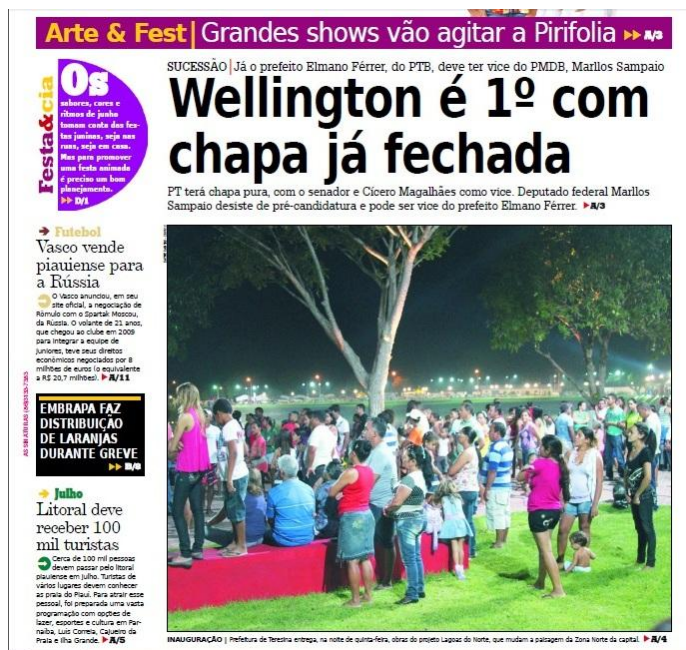 Arte & Fest | Grandes shows vão agitar a Pirifolia A/3
Festa&cia
Os
sabores, cores e
ritmos de junho
tomam conta das fes-
tas juninas, seja nas
ruas, seja em casa.
Mas para promover
uma festa animada
é preciso um bom
planejamento.
D/1
SUCESSÃO | Já o prefeito Elmano Férrer, do PTB, deve ter vice do PMDB, Marllos Sampaio
Wellington é 1º com
chapa já fechada
PT terá chapa pura, com o senador e Cícero Magalhães como vice. Deputado federal Marllos
Sampaio desiste de pré-candidatura e pode ser vice do prefeito Elmano Férrer. A/3
Futebol
Vasco vende
piauiense para
a Rússia
O Vasco anunciou, em seu
site oficial, a negociação de
Rômulo com o Spartak Moscou,
da Rússia. O volante de 21 anos,
que chegou ao clube em 2009
para integrar a equipe de
juniores, teve seus direitos
econômicos negociados por 8
milhões de euros (o equivalente
a R$ 20,7 milhões). A/11
EMBRAPA FAZ
DISTRIBUIÇÃO
DE LARANJAS
DURANTE GREVE
Julho
Litoral deve
receber 100
mil turistas
Cerca de 100 mil pessoas
devem passar pelo litoral
piauiense em julho. Turistas de
vários lugares devem conhecer
as praia do Piauí. Para atrair esse
pessoal, foi preparada uma vasta
programação com opções de
lazer, esportes e cultura em Par-
naíba, Luis Correia, Cajueiro da
Praia e Ilha Grande. A/5
INAUGURAÇÃO | Prefeitura de Teresina entrega, na noite de quinta-feira, obras do projeto Lagoas do Norte, que mudam a paisagem da Zona Norte da capital. A/4